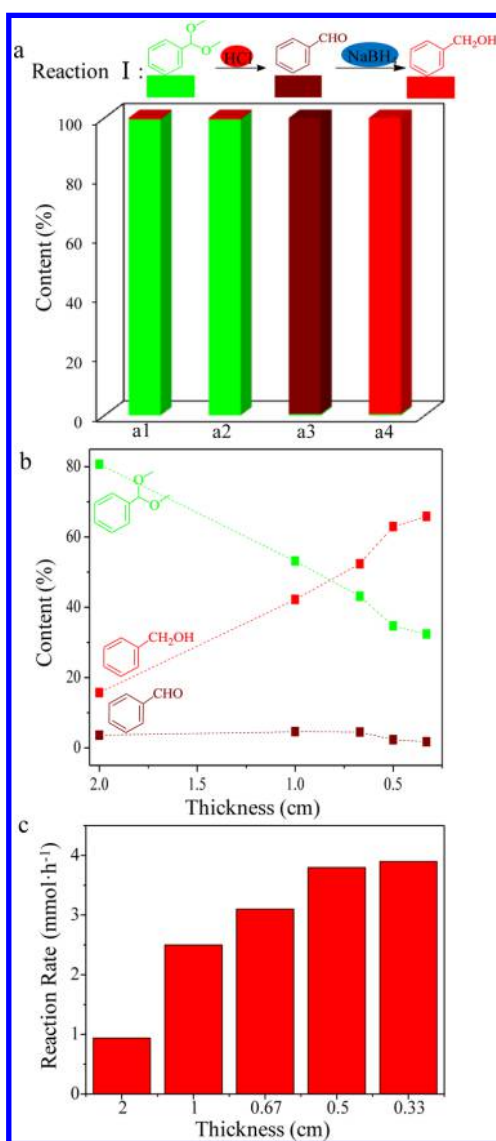 a
Reaction I :
HCl
CHO
NaBH₄
CH₂OH
O
O
Content (%)
100
80
60
40
20
0
a1 a2 a3 a4
b
Content (%)
80
60
40
20
0
O
O
CH₂OH
CHO
2.0 1.5 1.0 0.5
Thickness (cm)
c
Reaction Rate (mmol·h⁻¹)
4
3
2
1
0
2 1 0.67 0.5 0.33
Thickness (cm)